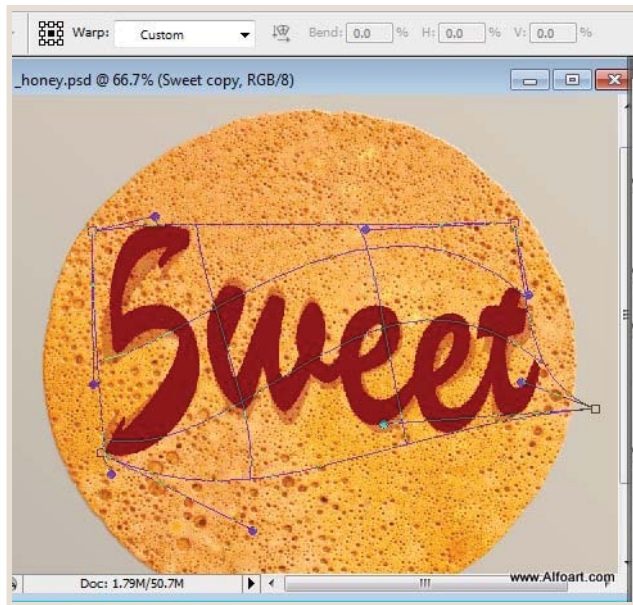 Warp: Custom Bend: 0.0 % H: 0.0 % V: 0.0 %
_honey.psd @ 66.7% (Sweet copy, RGB/8)
Sweet
Doc: 1.79M/50.7M
www.Alfoart.com